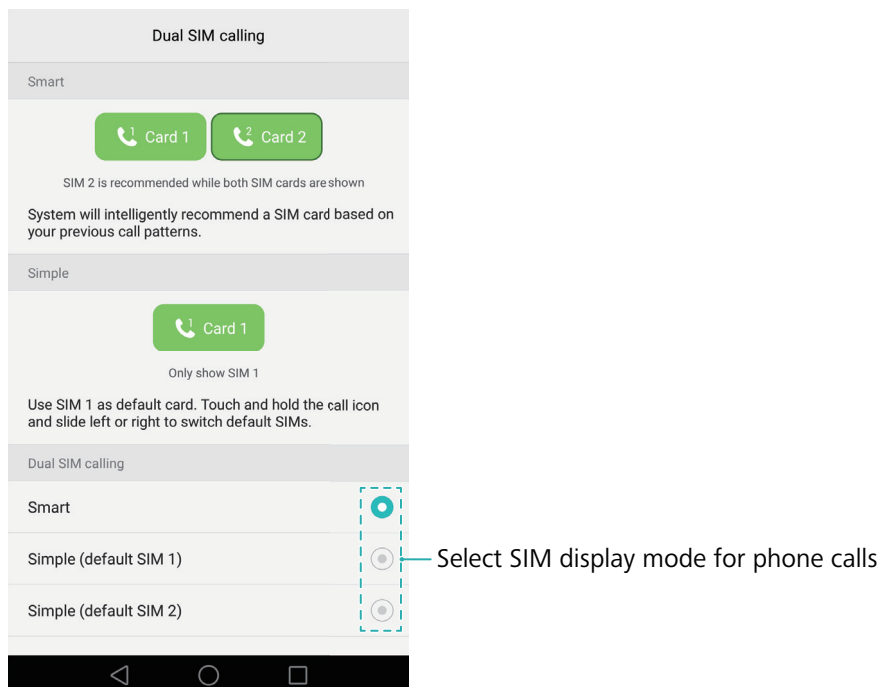 Dual SIM calling
Smart
1 Card 1 2 Card 2
SIM 2 is recommended while both SIM cards are shown
System will intelligently recommend a SIM card based on
your previous call patterns.
Simple
1 Card 1
Only show SIM 1
Use SIM 1 as default card. Touch and hold the call icon
and slide left or right to switch default SIMs.
Dual SIM calling
Smart
Simple (default SIM 1)
Select SIM display mode for phone calls
Simple (default SIM 2)